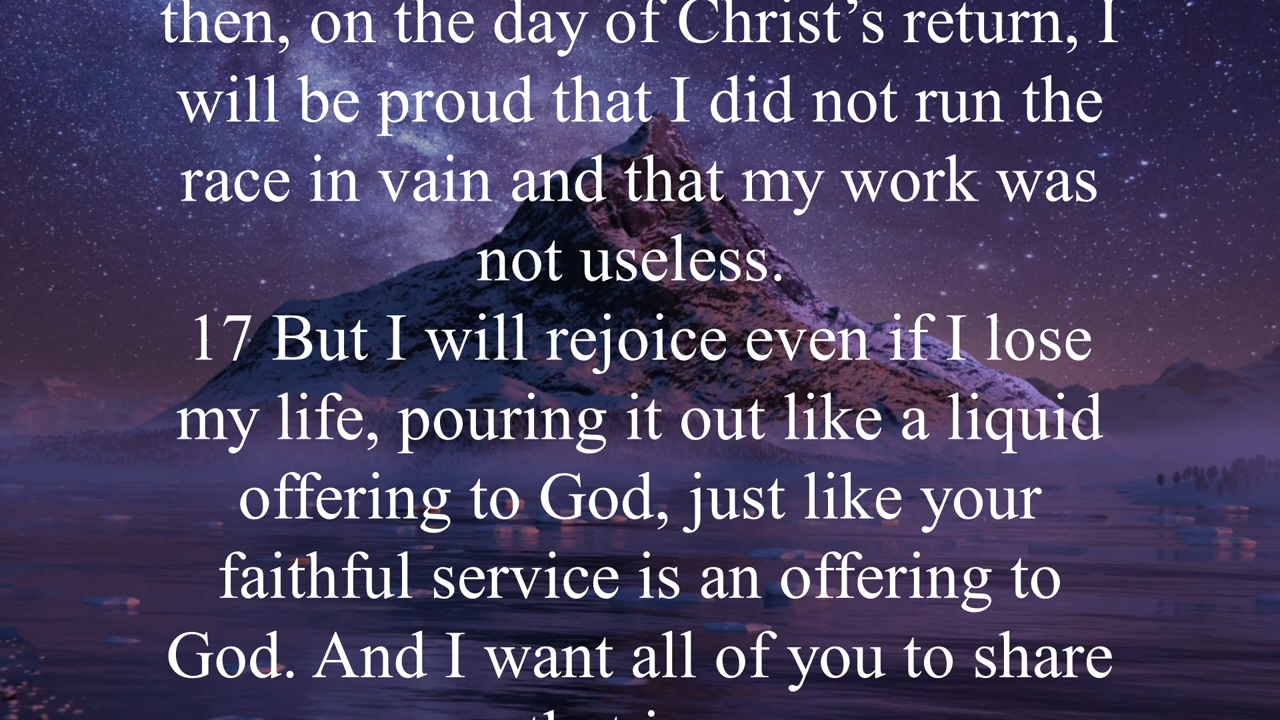 then, on the day of Christ’s return, I
will be proud that I did not run the
race in vain and that my work was
not useless.
17 But I will rejoice even if I lose
my life, pouring it out like a liquid
offering to God, just like your
faithful service is an offering to
God. And I want all of you to share